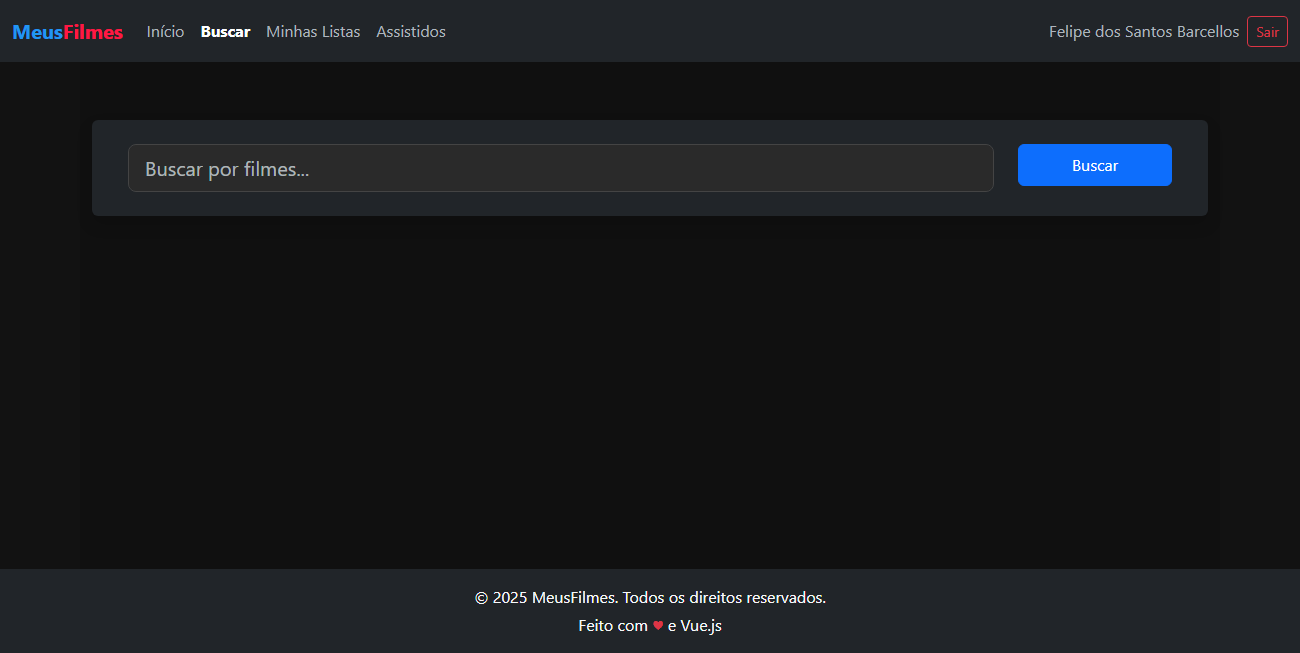 MeusFilmes Início Buscar Minhas Listas Assistidos Felipe dos Santos Barcellos Sair
Buscar por filmes... Buscar
© 2025 MeusFilmes. Todos os direitos reservados.
Feito com ♥ e Vue.js